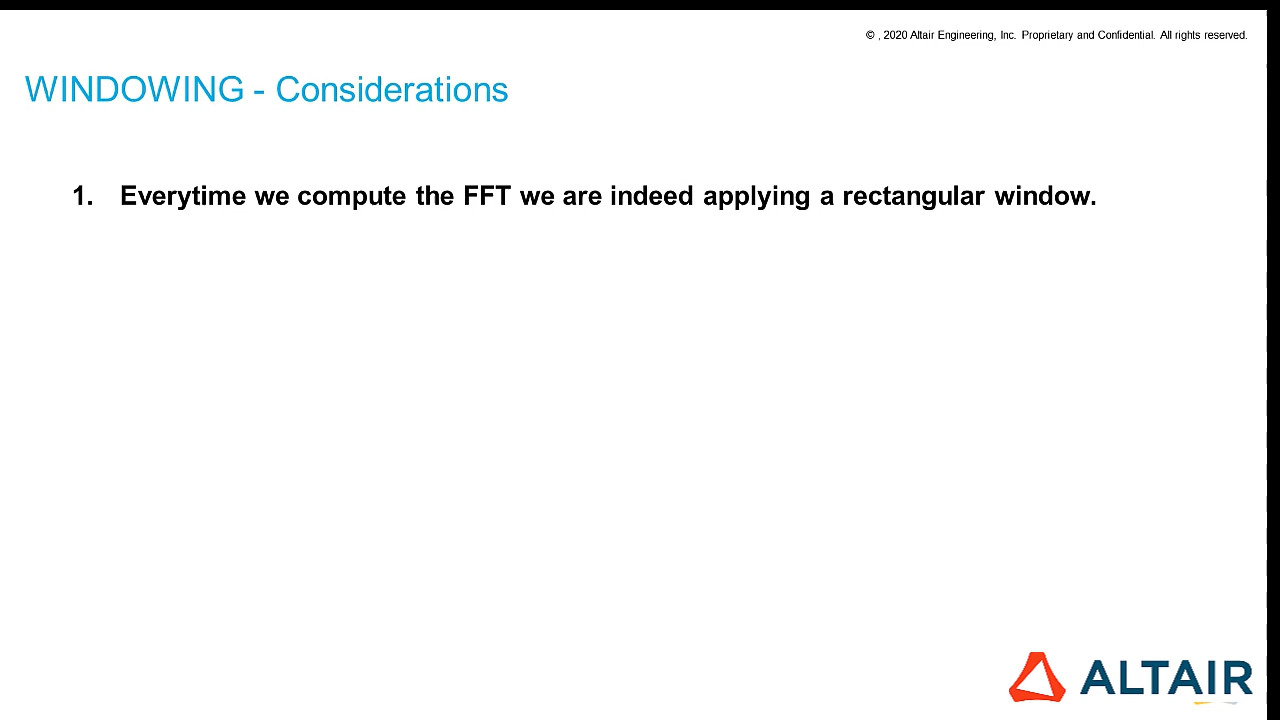 © , 2020 Altair Engineering, Inc. Proprietary and Confidential. All rights reserved.
WINDOWING - Considerations
1. Everytime we compute the FFT we are indeed applying a rectangular window.
ALTAIR